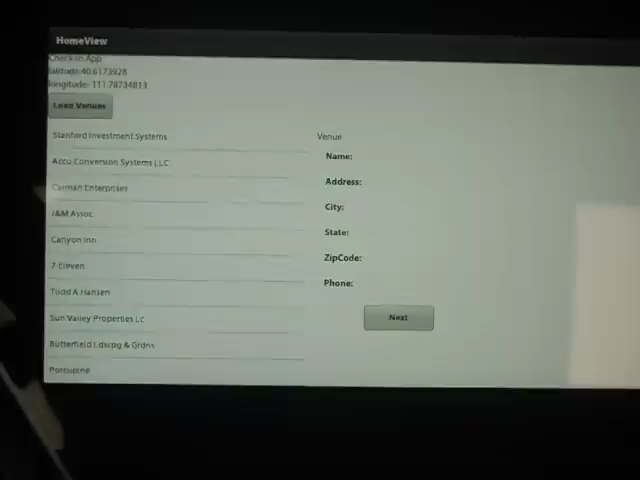 HomeView
Check-in App
latitude:40.6173928
longitude:-111.78734813
Load Venues
Stanford Investment Systems
Accu Conversion Systems LLC
Carman Enterprises
J&M Assoc
Canyon Inn
7-Eleven
Todd A Hansen
Sun Valley Properties Lc
Butterfield Ldscpg & Grdns
Porcupine
Venue
Name:
Address:
City:
State:
ZipCode:
Phone:
Next